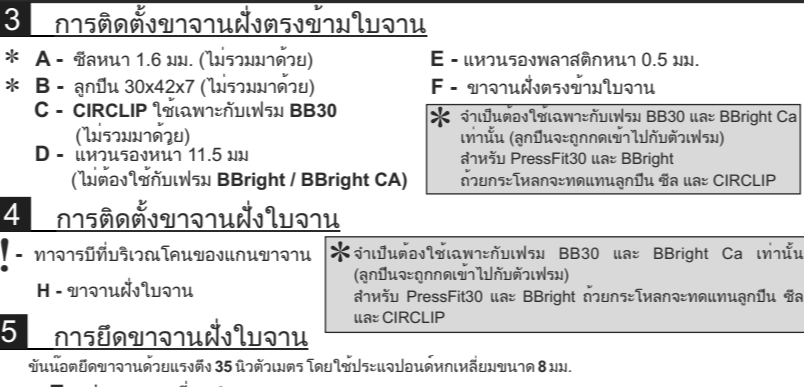 3 การติดตั้งขาจานฝั่งตรงข้ามใบจาน
* A - ซีลหนา 1.6 มม. (ไม่รวมมาด้วย)
* B - ลูกปืน 30x42x7 (ไม่รวมมาด้วย)
C - CIRCLIP ใช้เฉพาะกับเฟรม BB30
(ไม่รวมมาด้วย)
D - แหวนรองหนา 11.5 มม
(ไม่ต้องใช้กับเฟรม BBright / BBright CA)
E - แหวนรองพลาสติกหนา 0.5 มม.
F - ขาจานฝั่งตรงข้ามใบจาน
* จำเป็นต้องใช้เฉพาะกับเฟรม BB30 และ BBright Ca
เท่านั้น (ลูกปืนจะถูกกดเข้าไปกับตัวเฟรม)
สำหรับ PressFit30 และ BBright
ถ้วยกระโหลกจะทดแทนลูกปืน ซีล และ CIRCLIP
4 การติดตั้งขาจานฝั่งใบจาน
! - ทาจารบีที่บริเวณโคนของแกนขาจาน
H - ขาจานฝั่งใบจาน
* จำเป็นต้องใช้เฉพาะกับเฟรม BB30 และ BBright Ca เท่านั้น
(ลูกปืนจะถูกกดเข้าไปกับตัวเฟรม)
สำหรับ PressFit30 และ BBright ถ้วยกระโหลกจะทดแทนลูกปืน ซีล
และ CIRCLIP
5 การยึดขาจานฝั่งใบจาน
ขันน๊อตยึดขาจานด้วยแรงตึง 35 นิวตัวเมตร โดยใช้ประแจปอนด์หกเหลี่ยมขนาด 8 มม.